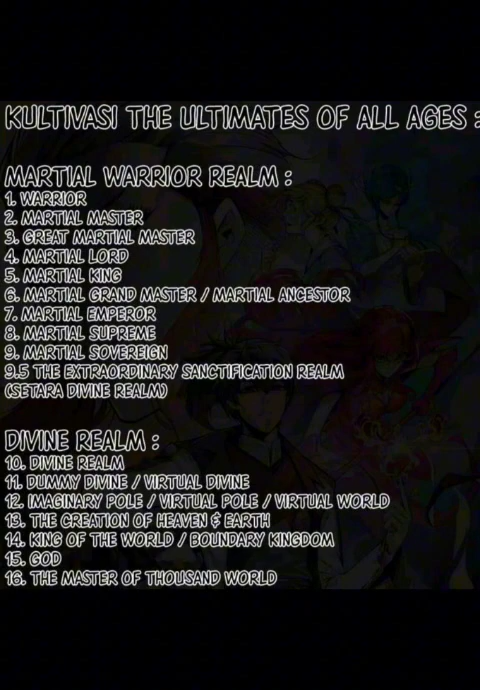 KULTIVASI THE ULTIMATES OF ALL AGES :
MARTIAL WARRIOR REALM :
1. WARRIOR
2. MARTIAL MASTER
3. GREAT MARTIAL MASTER
4. MARTIAL LORD
5. MARTIAL KING
6. MARTIAL GRAND MASTER / MARTIAL ANCESTOR
7. MARTIAL EMPEROR
8. MARTIAL SUPREME
9. MARTIAL SOVEREIGN
9.5 THE EXTRAORDINARY SANCTIFICATION REALM
(SETARA DIVINE REALM)
DIVINE REALM :
10. DIVINE REALM
11. DUMMY DIVINE / VIRTUAL DIVINE
12. IMAGINARY POLE / VIRTUAL POLE / VIRTUAL WORLD
13. THE CREATION OF HEAVEN & EARTH
14. KING OF THE WORLD / BOUNDARY KINGDOM
15. GOD
16. THE MASTER OF THOUSAND WORLD